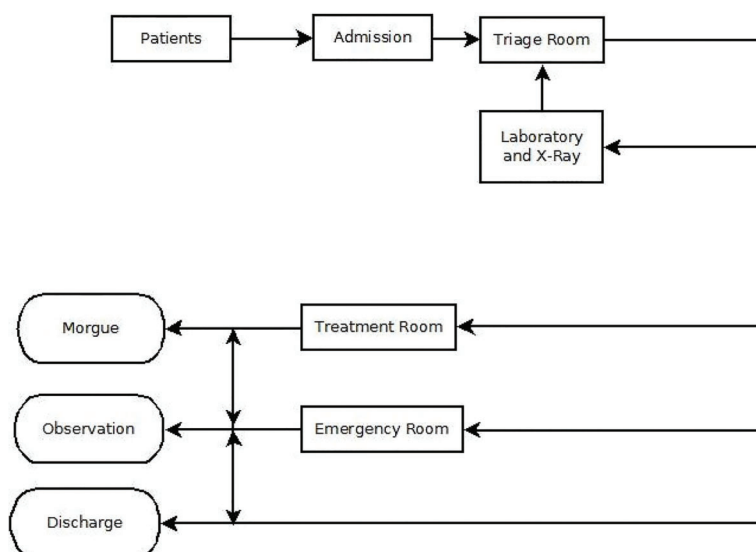 Patients
Admission
Triage Room
Laboratory
and X-Ray
Morgue
Treatment Room
Observation
Emergency Room
Discharge